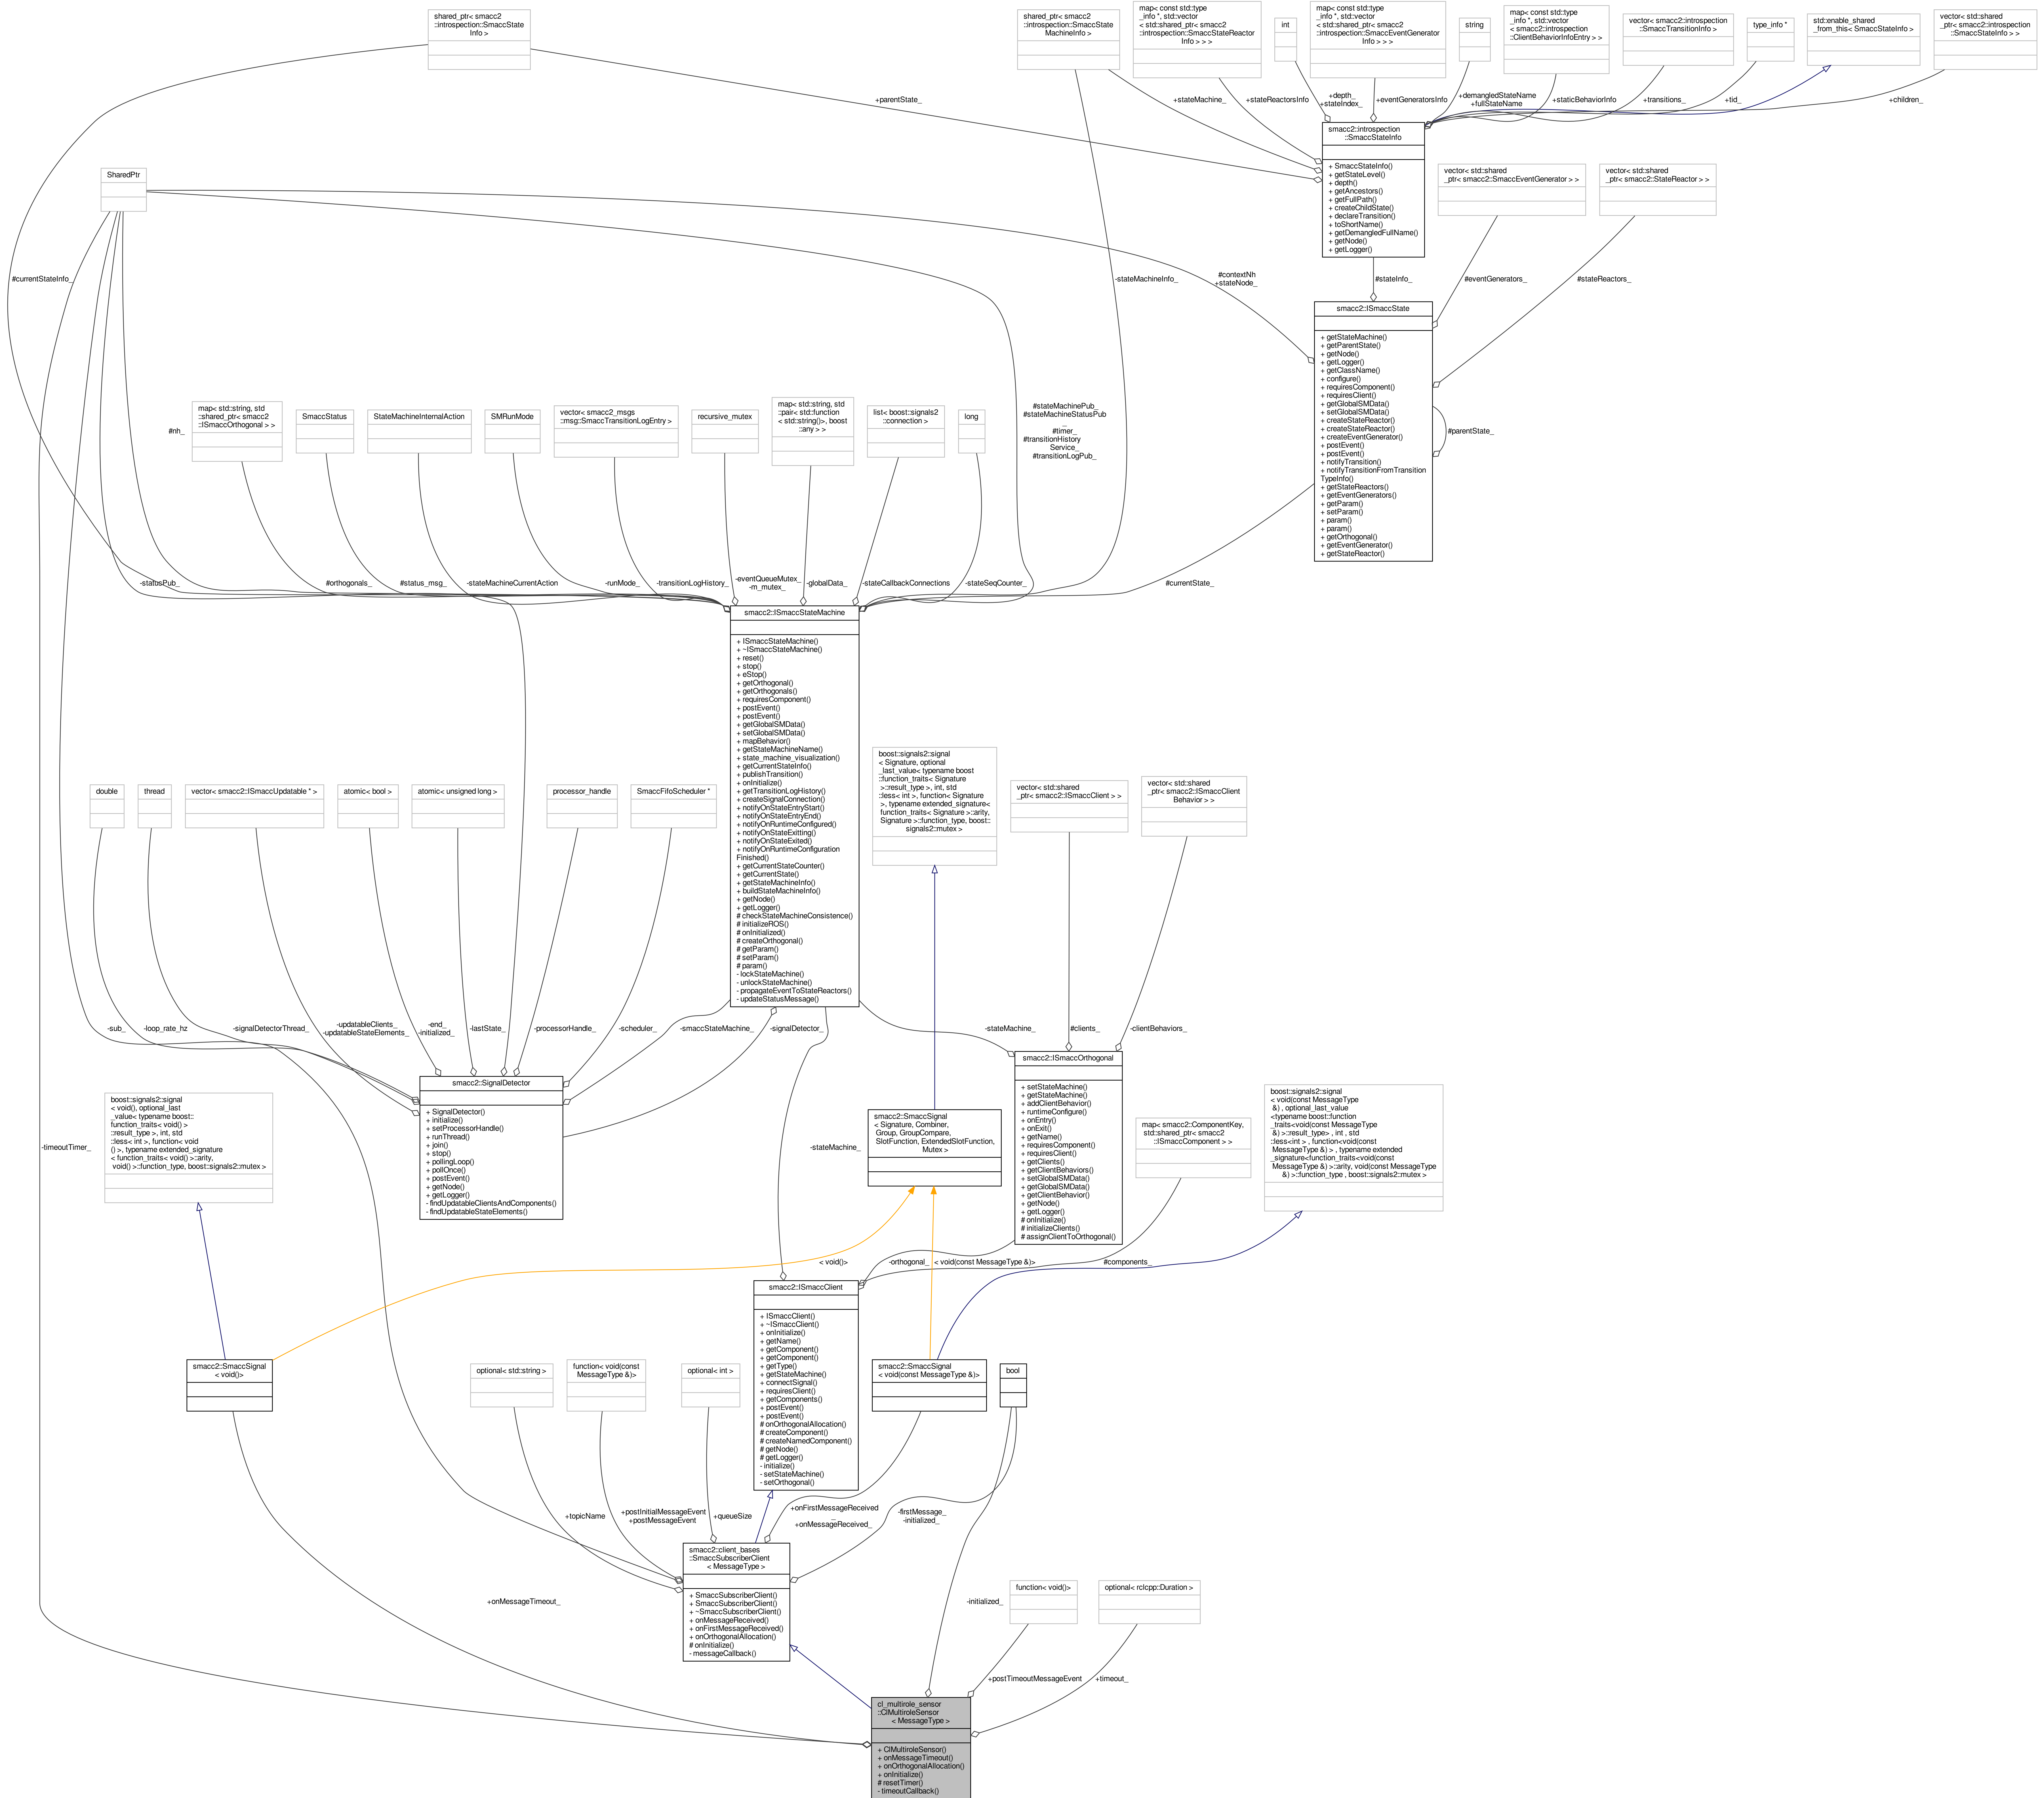 shared_ptr< smacc2
::introspection::SmaccState
Info >
shared_ptr< smacc2
::introspection::SmaccState
MachineInfo >
map< const std::type
_info *, std::vector
< std::shared_ptr< smacc2
::introspection::SmaccStateReactor
Info > > >
int
map< const std::type
_info *, std::vector
< std::shared_ptr< smacc2
::introspection::SmaccEventGenerator
Info > > >
string
map< const std::type
_info *, std::vector
< smacc2::introspection
::ClientBehaviorInfoEntry > >
vector< smacc2::introspection
::SmaccTransitionInfo >
type_info *
std::enable_shared
_from_this< SmaccStateInfo >
vector< std::shared
_ptr< smacc2::introspection
::SmaccStateInfo > >
+parentState_
+stateMachine_
+stateReactorsInfo
+depth_
+stateIndex_
+eventGeneratorsInfo
+demangledStateName
+fullStateName
+staticBehaviorInfo
+transitions_
+tid_
+children_
smacc2::introspection
::SmaccStateInfo
+ SmaccStateInfo()
+ getStateLevel()
+ depth()
+ getAncestors()
+ getFullPath()
+ createChildState()
+ declareTransition()
+ toShortName()
+ getDemangledFullName()
+ getNode()
+ getLogger()
SharedPtr
vector< std::shared
_ptr< smacc2::SmaccEventGenerator > >
vector< std::shared
_ptr< smacc2::StateReactor > >
#currentStateInfo_
-stateMachineInfo_
#contextNh
+stateNode_
#stateInfo_
#eventGenerators_
#stateReactors_
smacc2::ISmaccState
+ getStateMachine()
+ getParentState()
+ getNode()
+ getLogger()
+ getClassName()
+ configure()
+ requiresComponent()
+ requiresClient()
+ getGlobalSMData()
+ setGlobalSMData()
+ createStateReactor()
+ createStateReactor()
+ createEventGenerator()
+ postEvent()
+ postEvent()
+ notifyTransition()
+ notifyTransitionFromTransition
TypeInfo()
+ getStateReactors()
+ getEventGenerators()
+ getParam()
+ setParam()
+ param()
+ param()
+ getOrthogonal()
+ getEventGenerator()
+ getStateReactor()
#parentState_
#nh_
map< std::string, std
::shared_ptr< smacc2
::ISmaccOrthogonal > >
SmaccStatus
StateMachineInternalAction
SMRunMode
vector< smacc2_msgs
::msg::SmaccTransitionLogEntry >
recursive_mutex
map< std::string, std
::pair< std::function
< std::string()>, boost
::any > >
list< boost::signals2
::connection >
long
#stateMachinePub_
#stateMachineStatusPub
_
#timer_
#transitionHistory
Service_
#transitionLogPub_
-statusPub_
#orthogonals_
#status_msg_
-stateMachineCurrentAction
-runMode_
-transitionLogHistory_
-eventQueueMutex_
-m_mutex_
-globalData_
-stateCallbackConnections
-stateSeqCounter_
#currentState_
smacc2::ISmaccStateMachine
+ ISmaccStateMachine()
+ ~ISmaccStateMachine()
+ reset()
+ stop()
+ eStop()
+ getOrthogonal()
+ getOrthogonals()
+ requiresComponent()
+ postEvent()
+ postEvent()
+ getGlobalSMData()
+ setGlobalSMData()
+ mapBehavior()
+ getStateMachineName()
+ state_machine_visualization()
+ getCurrentStateInfo()
+ publishTransition()
+ onInitialize()
+ getTransitionLogHistory()
+ createSignalConnection()
+ notifyOnStateEntryStart()
+ notifyOnStateEntryEnd()
+ notifyOnRuntimeConfigured()
+ notifyOnStateExitting()
+ notifyOnStateExited()
+ notifyOnRuntimeConfiguration
Finished()
+ getCurrentStateCounter()
+ getCurrentState()
+ getStateMachineInfo()
+ buildStateMachineInfo()
+ getNode()
+ getLogger()
# checkStateMachineConsistence()
# initializeROS()
# onInitialized()
# createOrthogonal()
# getParam()
# setParam()
# param()
- lockStateMachine()
- unlockStateMachine()
- propagateEventToStateReactors()
- updateStatusMessage()
double
thread
vector< smacc2::ISmaccUpdatable * >
atomic< bool >
atomic< unsigned long >
processor_handle
SmaccFifoScheduler *
boost::signals2::signal
< Signature, optional
_last_value< typename boost
::function_traits< Signature
>::result_type >, int, std
::less< int >, function< Signature
>, typename extended_signature<
function_traits< Signature >::arity,
Signature >::function_type, boost::
signals2::mutex >
vector< std::shared
_ptr< smacc2::ISmaccClient > >
vector< std::shared
_ptr< smacc2::ISmaccClient
Behavior > >
-sub_
-loop_rate_hz
-signalDetectorThread_
-updatableClients_
-updatableStateElements_
-end_
-initialized_
-lastState_
-processorHandle_
-scheduler_
-smaccStateMachine_
-signalDetector_
-stateMachine_
#clients_
-clientBehaviors_
smacc2::SignalDetector
+ SignalDetector()
+ initialize()
+ setProcessorHandle()
+ runThread()
+ join()
+ stop()
+ pollingLoop()
+ pollOnce()
+ postEvent()
+ getNode()
+ getLogger()
- findUpdatableClientsAndComponents()
- findUpdatableStateElements()
smacc2::ISmaccOrthogonal
+ setStateMachine()
+ getStateMachine()
+ addClientBehavior()
+ runtimeConfigure()
+ onEntry()
+ onExit()
+ getName()
+ requiresComponent()
+ requiresClient()
+ getClients()
+ getClientBehaviors()
+ setGlobalSMData()
+ getGlobalSMData()
+ getClientBehavior()
+ getNode()
+ getLogger()
# onInitialize()
# initializeClients()
# assignClientToOrthogonal()
boost::signals2::signal
< void(), optional_last
_value< typename boost::
function_traits< void() >
::result_type >, int, std
::less< int >, function< void
() >, typename extended_signature
< function_traits< void() >::arity,
void() >::function_type, boost::signals2::mutex >
smacc2::SmaccSignal
< Signature, Combiner,
Group, GroupCompare,
SlotFunction, ExtendedSlotFunction,
Mutex >
map< smacc2::ComponentKey,
std::shared_ptr< smacc2
::ISmaccComponent > >
boost::signals2::signal
< void(const MessageType
&) , optional_last_value
<typename boost::function
_traits<void(const MessageType
&) >::result_type> , int , std
::less<int > , function<void(const
MessageType &) > , typename extended
_signature<function_traits<void(const
MessageType &) >::arity, void(const MessageType
&) >::function_type , boost::signals2::mutex >
-timeoutTimer_
-stateMachine_
< void()>
-orthogonal_
< void(const MessageType &)>
#components_
smacc2::ISmaccClient
+ ISmaccClient()
+ ~ISmaccClient()
+ onInitialize()
+ getName()
+ getComponent()
+ getComponent()
+ getType()
+ getStateMachine()
+ connectSignal()
+ requiresClient()
+ getComponents()
+ postEvent()
+ postEvent()
# onOrthogonalAllocation()
# createComponent()
# createNamedComponent()
# getNode()
# getLogger()
- initialize()
- setStateMachine()
- setOrthogonal()
smacc2::SmaccSignal
< void()>
optional< std::string >
function< void(const
MessageType &)>
optional< int >
smacc2::SmaccSignal
< void(const MessageType &)>
bool
+topicName
+postInitialMessageEvent
+postMessageEvent
+queueSize
+onFirstMessageReceived
_
+onMessageReceived_
-firstMessage_
-initialized_
smacc2::client_bases
::SmaccSubscriberClient
< MessageType >
+ SmaccSubscriberClient()
+ SmaccSubscriberClient()
+ ~SmaccSubscriberClient()
+ onMessageReceived()
+ onFirstMessageReceived()
+ onOrthogonalAllocation()
# onInitialize()
- messageCallback()
function< void()>
optional< rclcpp::Duration >
+onMessageTimeout_
-initialized_
+postTimeoutMessageEvent
+timeout_
cl_multirole_sensor
::ClMultiroleSensor
< MessageType >
+ ClMultiroleSensor()
+ onMessageTimeout()
+ onOrthogonalAllocation()
+ onInitialize()
# resetTimer()
- timeoutCallback()